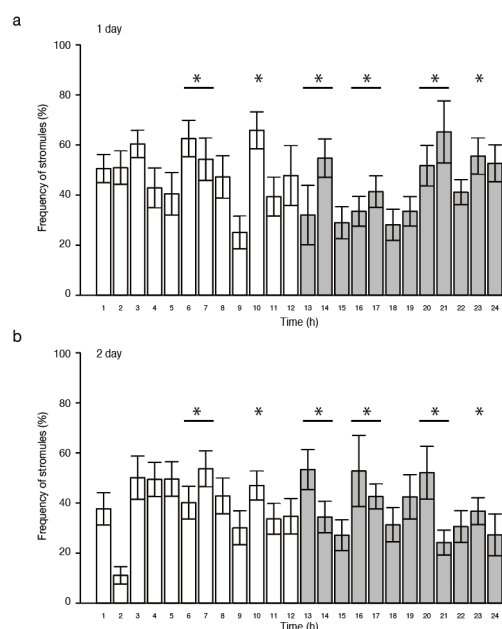 a
1 day
100
* * * * * *
80
60
40
20
0
Frequency of stromules (%)
1 2 3 4 5 6 7 8 9 10 11 12 13 14 15 16 17 18 19 20 21 22 23 24
Time (h)
b
2 day
100
80
* * * * * *
60
40
20
0
Frequency of stromules (%)
1 2 3 4 5 6 7 8 9 10 11 12 13 14 15 16 17 18 19 20 21 22 23 24
Time (h)